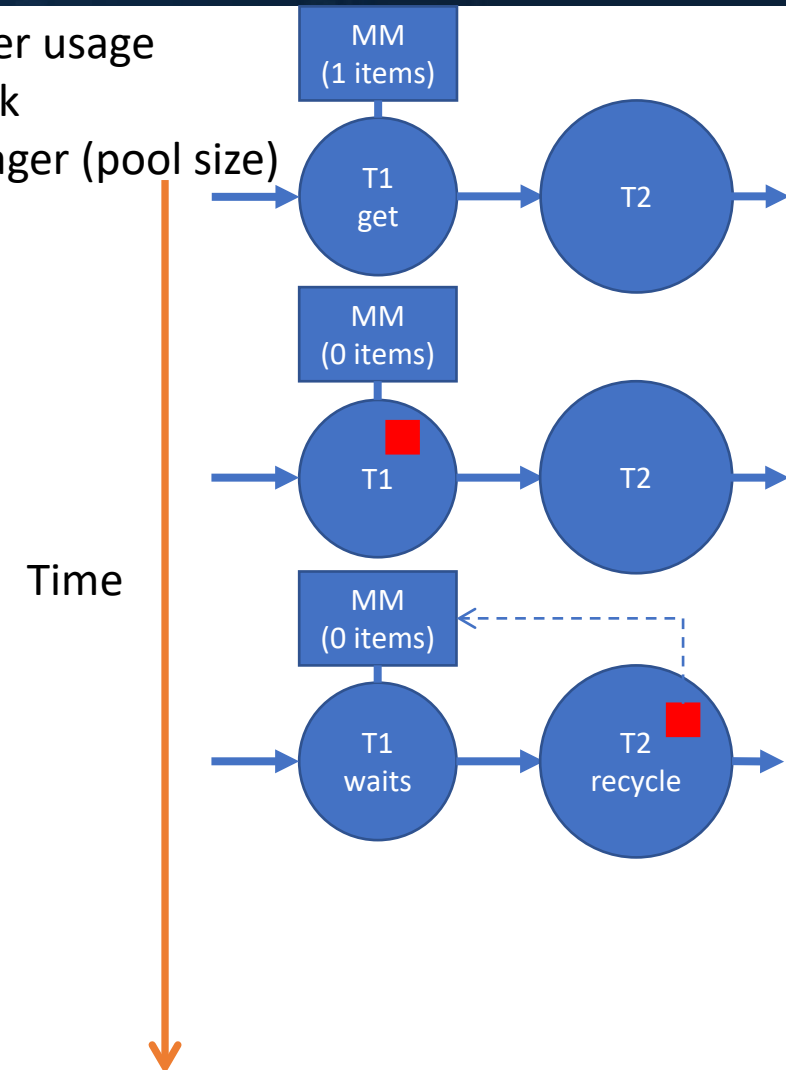 er usage
k
ger (pool size)
MM
(1 items)
T1
get
T2
MM
(0 items)
T1
T2
Time
MM
(0 items)
T1
waits
T2
recycle